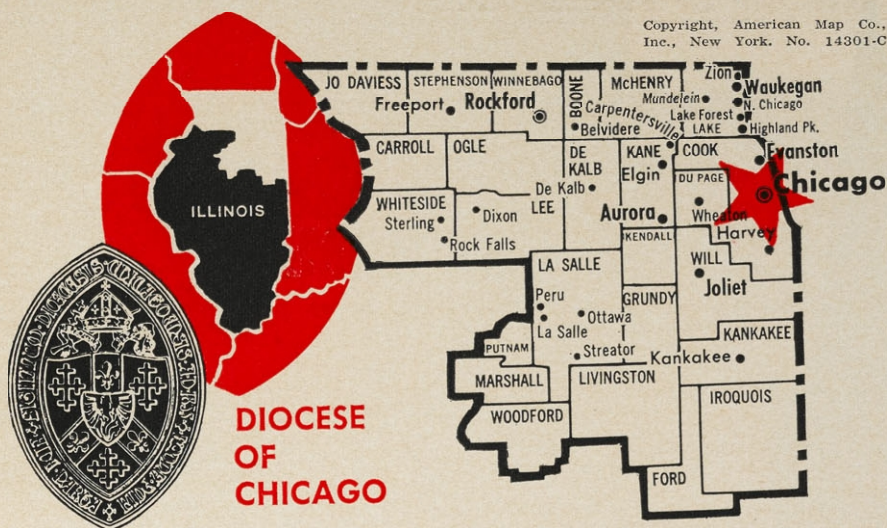 Copyright, American Map Co.,
Inc., New York. No. 14301-C
JO DAVIESS
STEPHENSON
WINNEBAGO
BOONE
McHENRY
Zion
Waukegan
Freeport
Rockford
Mundelein
N. Chicago
Carpentersville
Lake Forest
Belvidere
LAKE
Highland Pk.
CARROLL
OGLE
DE
KALB
KANE
COOK
Evanston
Elgin
DU PAGE
Chicago
De Kalb
WHITESIDE
LEE
Sterling
Dixon
Aurora
Wheaton
Harvey
Rock Falls
KENDALL
ILLINOIS
LA SALLE
WILL
Joliet
Peru
GRUNDY
Ottawa
La Salle
KANKAKEE
PUTNAM
Streator
Kankakee
MARSHALL
LIVINGSTON
IROQUOIS
WOODFORD
FORD
DIOCESE
OF
CHICAGO